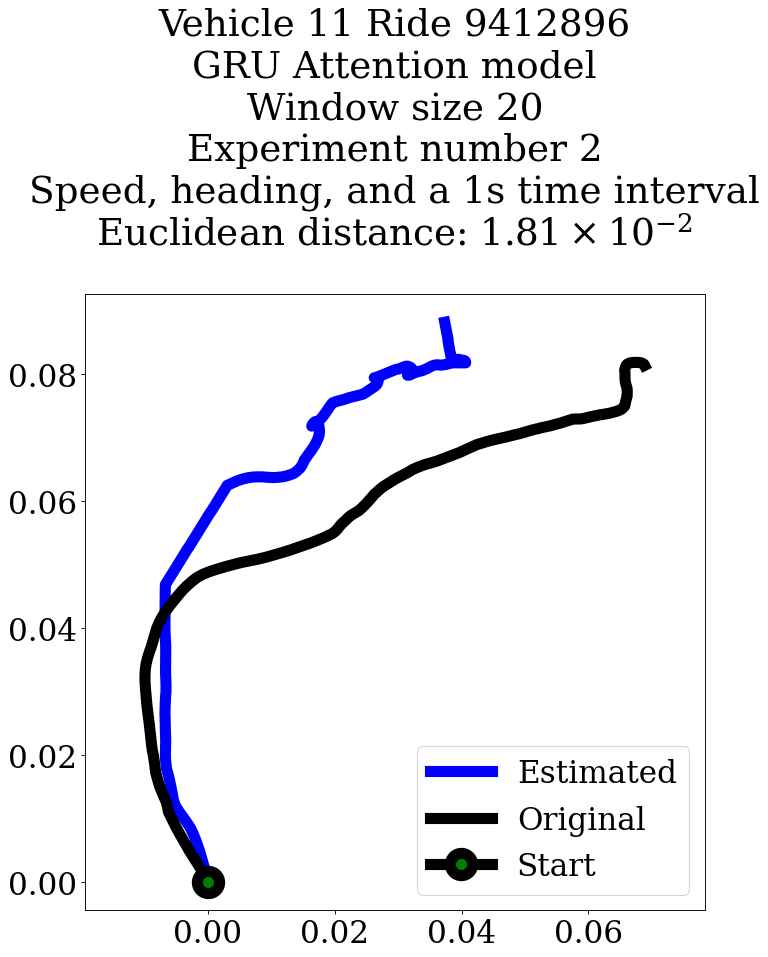 Vehicle 11 Ride 9412896
GRU Attention model
Window size 20
Experiment number 2
Speed, heading, and a 1s time interval
Euclidean distance: 1.81 × 10⁻²
0.08
0.06
0.04
0.02
0.00
Estimated
Original
Start
0.00 0.02 0.04 0.06